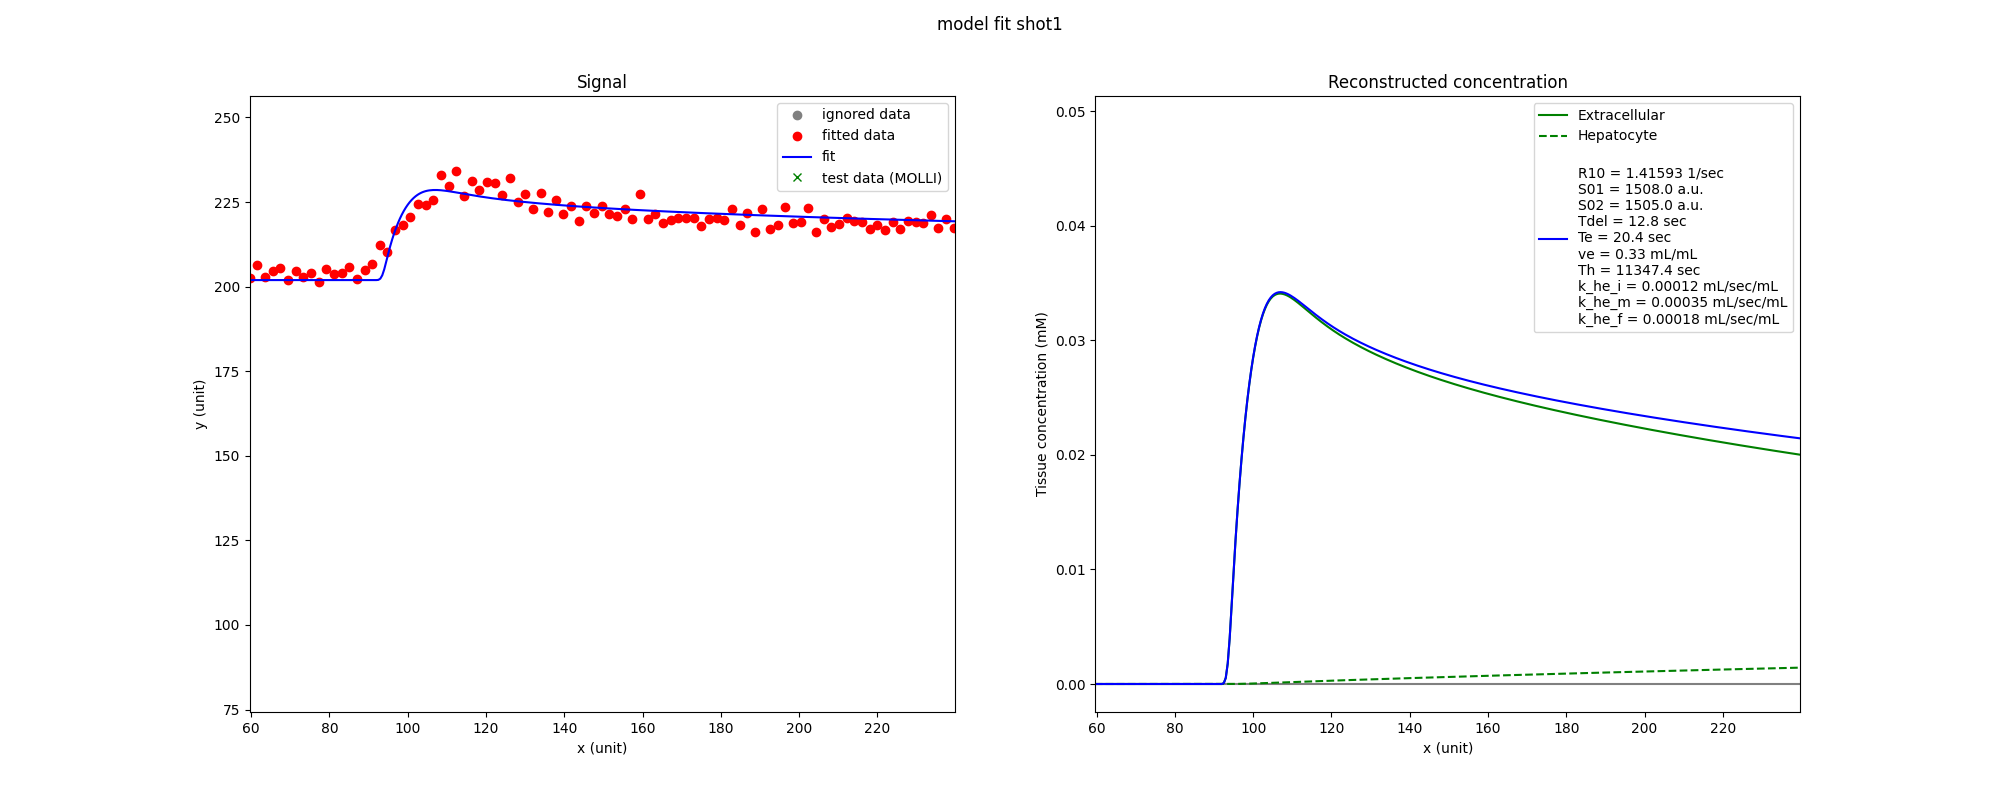 model fit shot1
Signal
250
225
200
175
150
125
100
75
y (unit)
60 80 100 120 140 160 180 200 220
x (unit)
ignored data
fitted data
fit
test data (MOLLI)
Reconstructed concentration
0.05
0.04
0.03
0.02
0.01
0.00
Tissue concentration (mM)
60 80 100 120 140 160 180 200 220
x (unit)
Extracellular
Hepatocyte
R10 = 1.41593 1/sec
S01 = 1508.0 a.u.
S02 = 1505.0 a.u.
Tdel = 12.8 sec
Te = 20.4 sec
ve = 0.33 mL/mL
Th = 11347.4 sec
k_he_i = 0.00012 mL/sec/mL
k_he_m = 0.00035 mL/sec/mL
k_he_f = 0.00018 mL/sec/mL